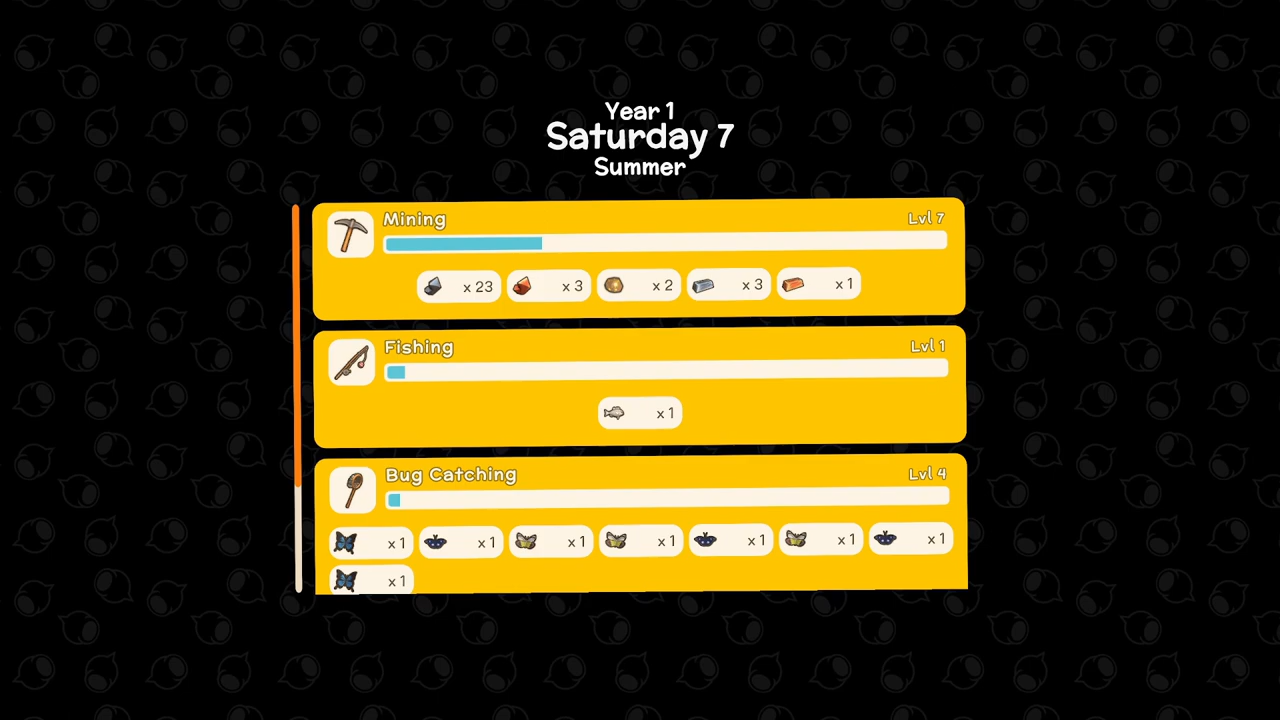 Year 1
Saturday 7
Summer
Mining Lvl 7
x 23 x 3 x 2 x 3 x 1
Fishing Lvl 1
x 1
Bug Catching Lvl 4
x 1 x 1 x 1 x 1 x 1 x 1 x 1
x 1